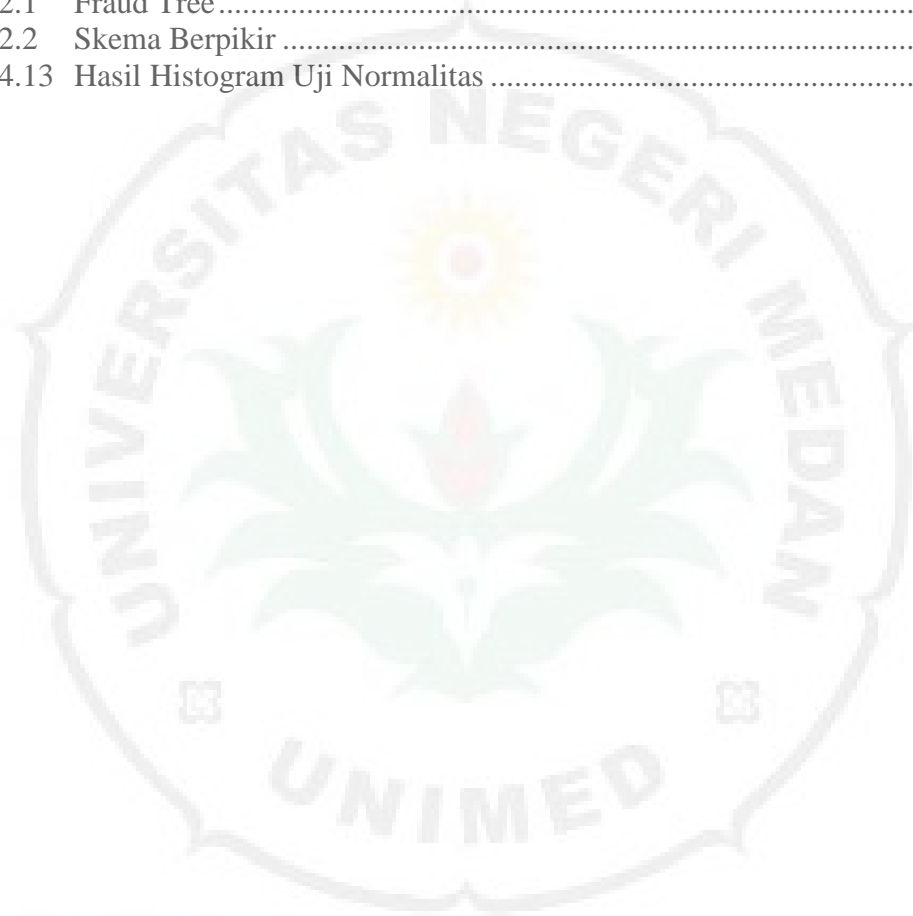 2.1 Fraud Tree
2.2 Skema Berpikir
4.13 Hasil Histogram Uji Normalitas
UNIVERSITAS NEGERI MEDAN
UNIMED